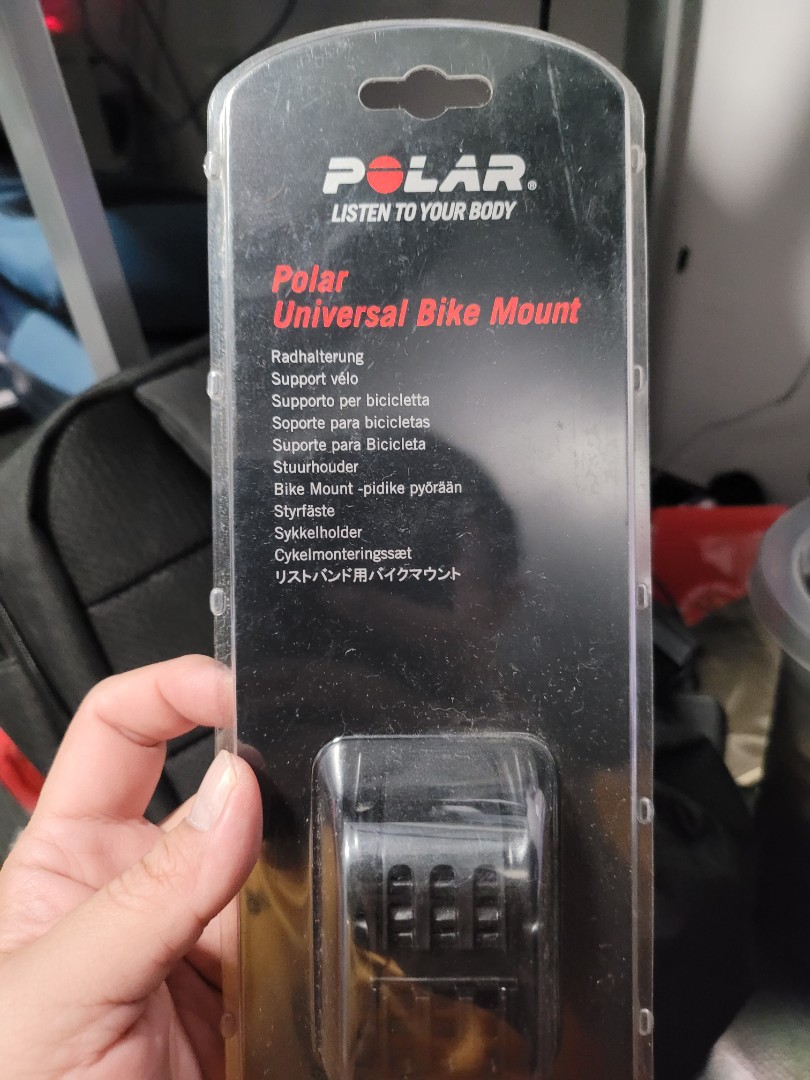 POLAR®
LISTEN TO YOUR BODY
Polar
Universal Bike Mount
Radhalterung
Support vélo
Supporto per bicicletta
Soporte para bicicletas
Suporte para Bicicleta
Stuurhouder
Bike Mount -pidike pyörään
Styrfäste
Sykkelholder
Cykelmonteringssæt
リストバンド用バイクマウント